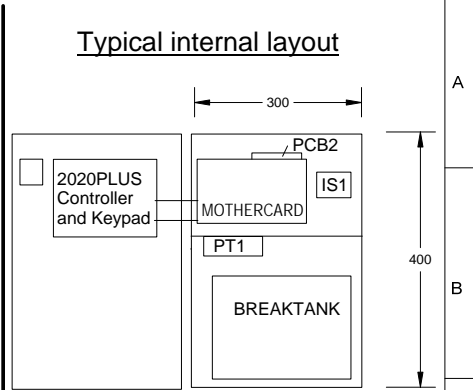 Typical internal layout
A
300
PCB2
2020PLUS
Controller
and Keypad
IS1
MOTHERCARD
PT1
400
B
BREAKTANK